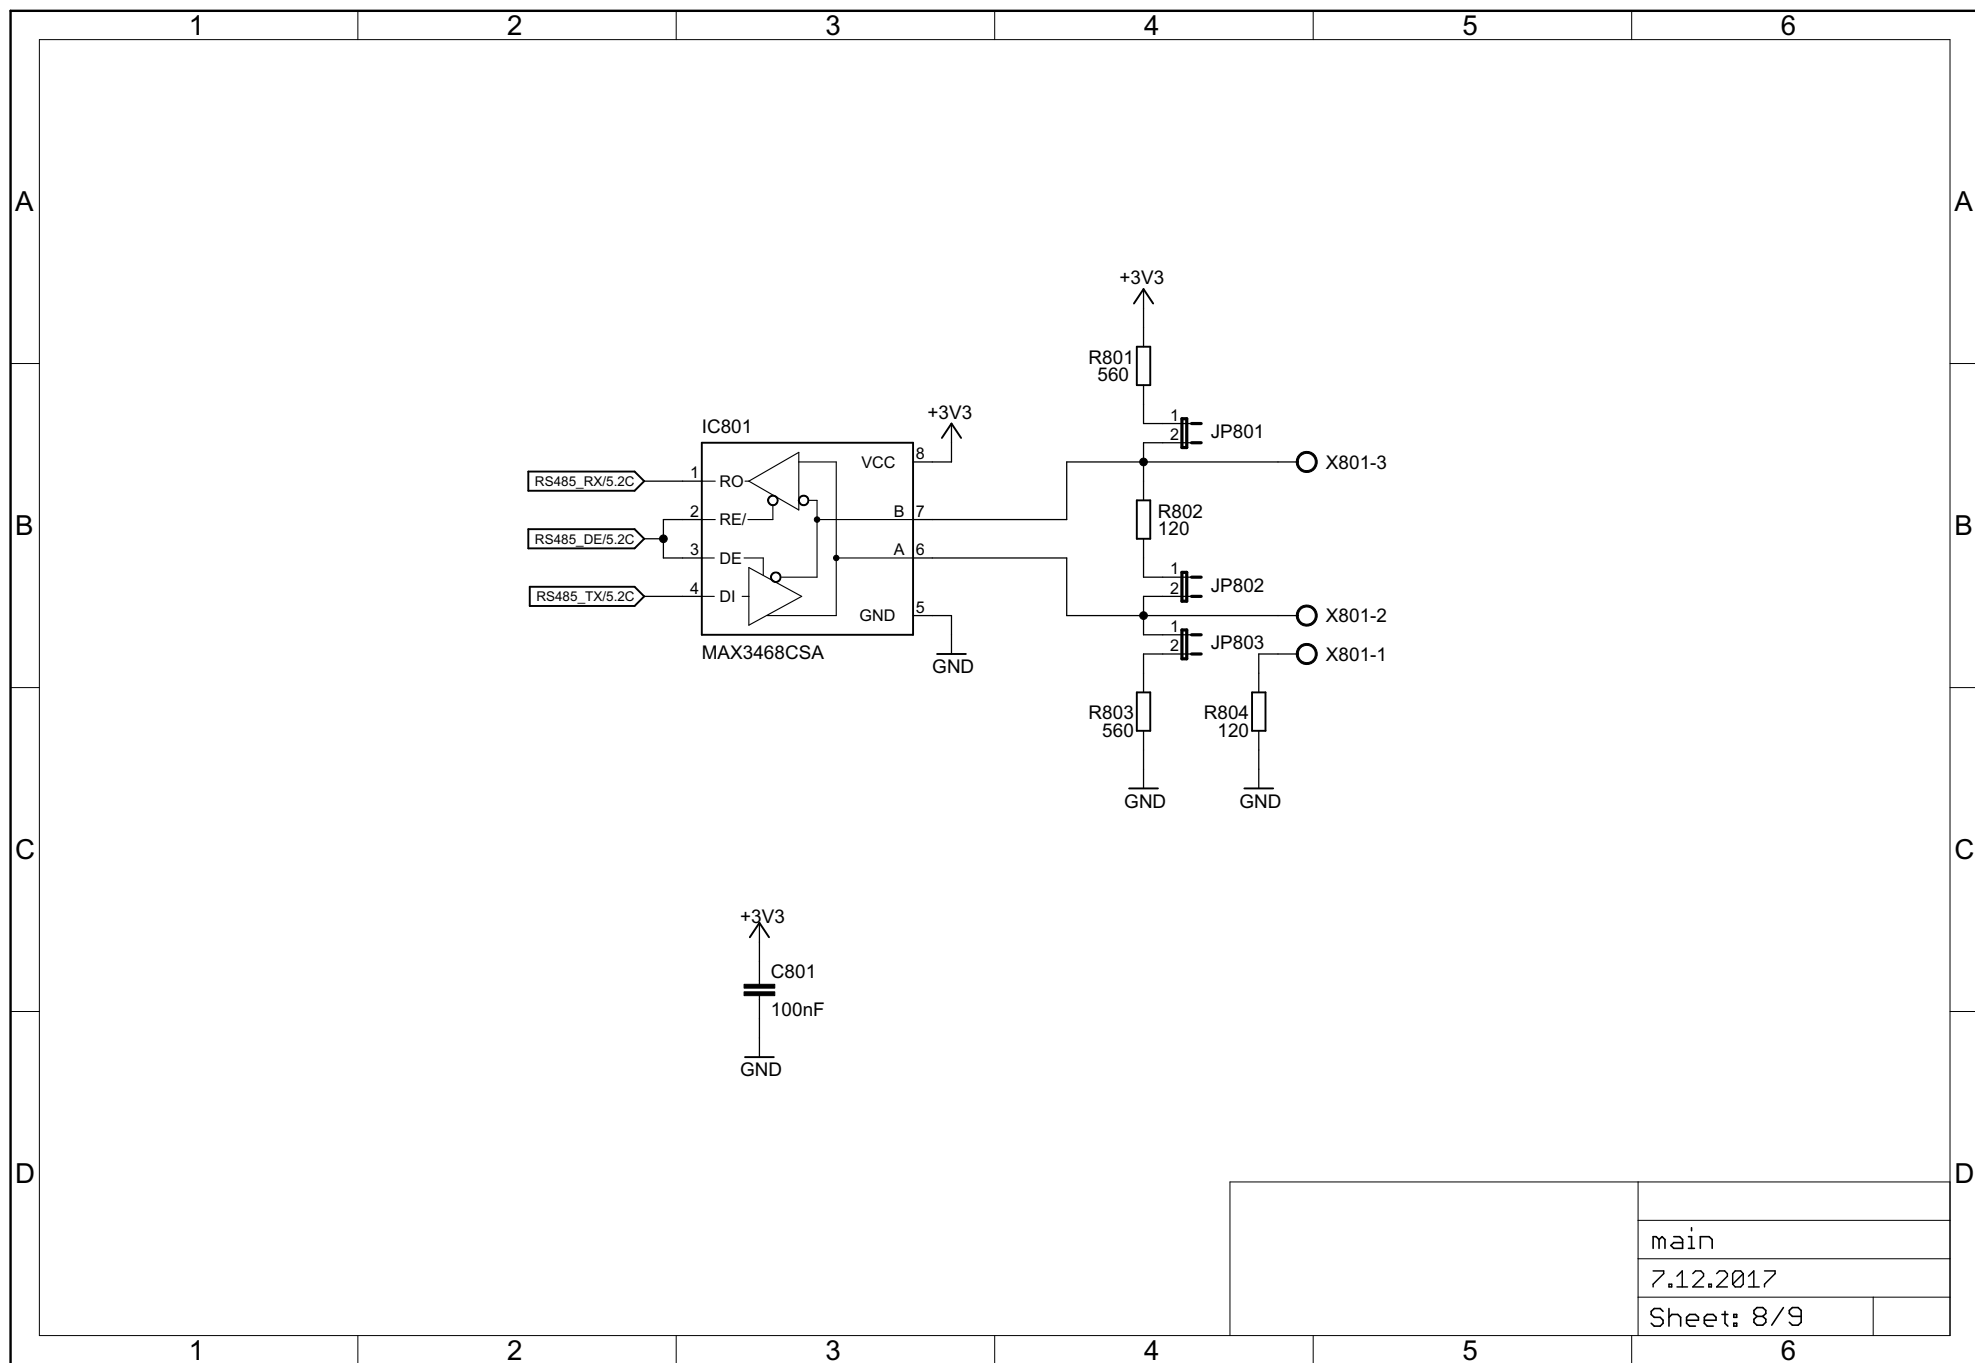 1 2 3 4 5 6
A A
+3V3
R801
560
IC801
+3V3
1
2
JP801
RS485_RX/5.2C
1 RO
VCC 8
X801-3
B B
RS485_DE/5.2C
2 RE/
B 7
R802
120
3 DE
A 6
RS485_TX/5.2C
4 DI
1
2
JP802
GND 5
X801-2
MAX3468CSA
GND
1
2
JP803
X801-1
R803
560
R804
120
GND
GND
C C
+3V3
C801
100nF
GND
D D
main
7.12.2017
Sheet: 8/9
1 2 3 4 5 6